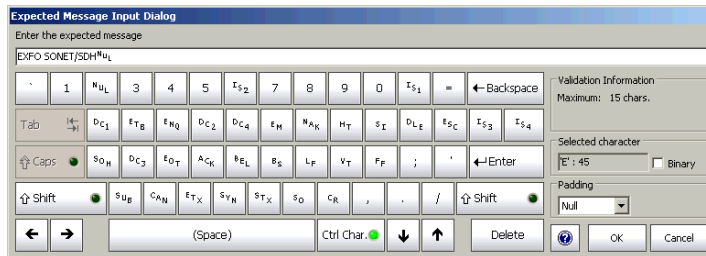 Expected Message Input Dialog
Enter the expected message
EXFO SONET/SDHNUL
` 1 NUL 3 4 5 IS2 7 8 9 0 IS1 = ←Backspace
Tab DC1 ETB ENQ DC2 DC4 EM NAK HT SI DLE ESC IS3 IS4
Caps SOH DC3 EOT ACK BEL BS LF VT FF ; ' Enter
Shift SUB CAN ETX SYN STX SO CR , . / Shift
← → (Space) Ctrl Char. ↓ ↑ Delete
Validation Information
Maximum: 15 chars.
Selected character
'E' : 45 Binary
Padding
Null
? OK Cancel